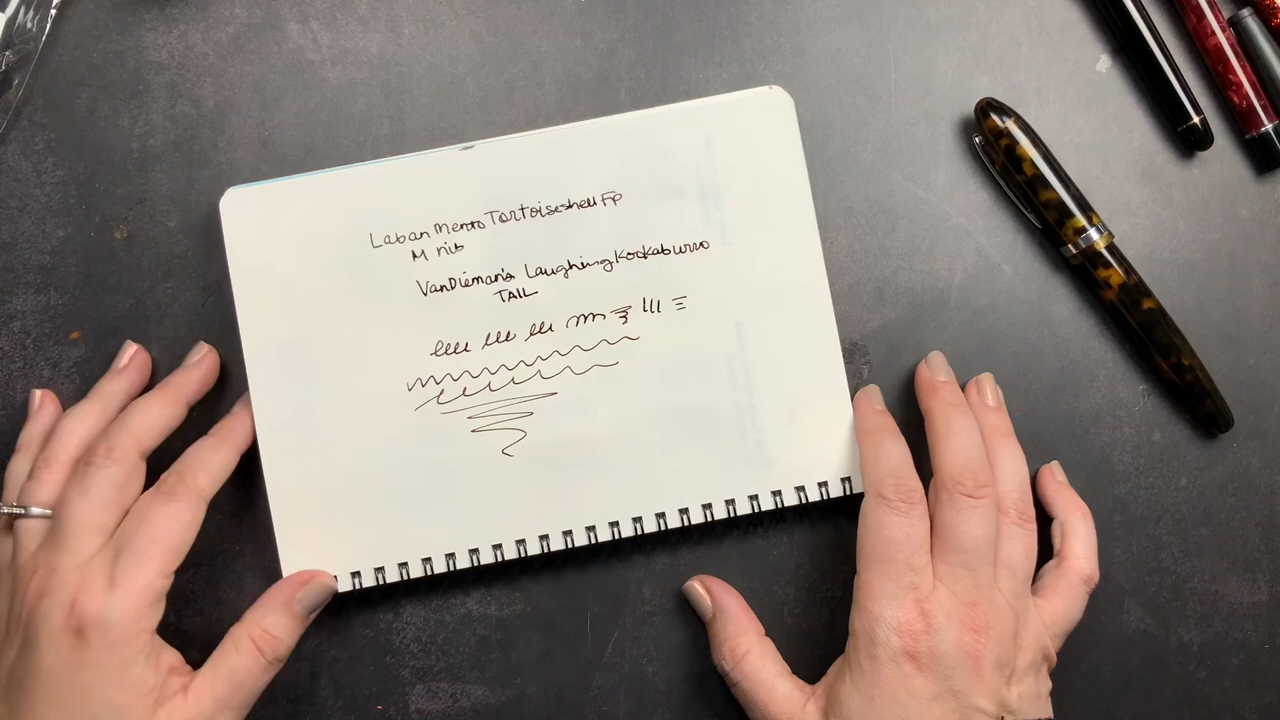 Laban Mento Tortoiseshell FP
M nib
VanDieman's Laughing Kookaburra
TAIL